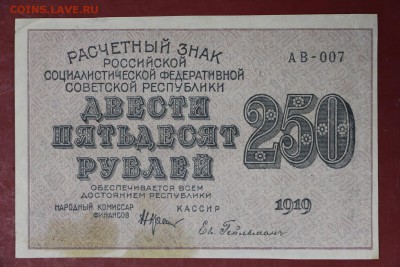 COINS.LAVE.RU
РАСЧЕТНЫЙ ЗНАК
РОССИЙСКОЙ
СОЦИАЛИСТИЧЕСКОЙ ФЕДЕРАТИВНОЙ
СОВЕТСКОЙ РЕСПУБЛИКИ
АВ-007
ДВЕСТИ
ПЯТЬДЕСЯТ
РУБЛЕЙ
250
ОБЕСПЕЧИВАЕТСЯ ВСЕМ
ДОСТОЯНИЕМ РЕСПУБЛИКИ
НАРОДНЫЙ КОМИССАР
ФИНАНСОВ
КАССИР
1919
Гейльман